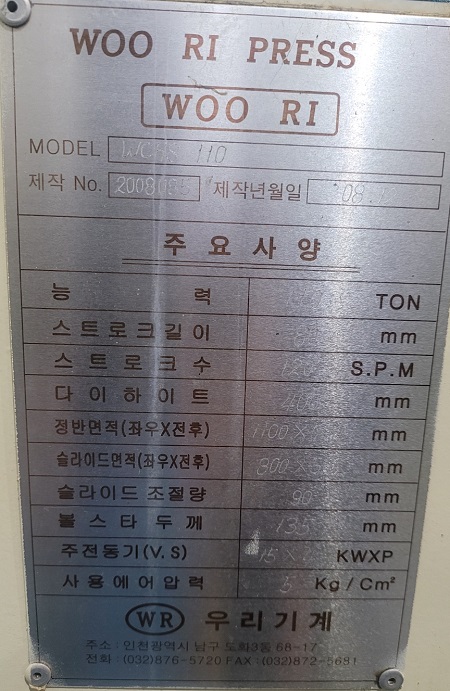 WOO RI PRESS
WOO RI
MODEL 110
제작 No. 제작년월일 08.
주요사양
능 력 TON
스트로크길이 mm
스트로크수 S.P.M
다이하이트 mm
정반면적(좌우X전후) 1100 X mm
슬라이드면적(좌우X전후) mm
슬라이드 조절량 90 mm
볼스타두께 135 mm
주전동기(V.S) 15 X KWXP
사용에어압력 5 Kg / Cm²
WR 우리기계
주소 : 인천광역시 남구 도화3동 68-17
전화 : (032)876-5720 FAX : (032)872-5681